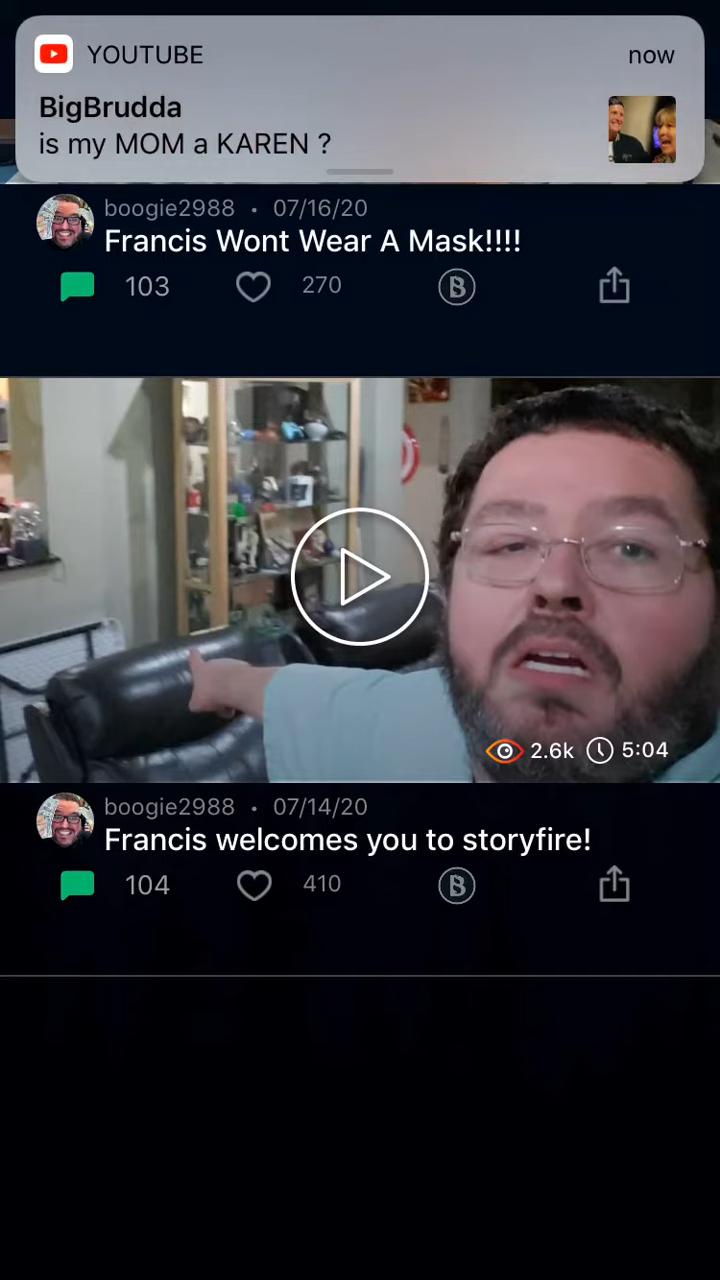 YOUTUBE
now
BigBrudda
is my MOM a KAREN ?
boogie2988 • 07/16/20
Francis Wont Wear A Mask!!!!
103 270 B
2.6k 5:04
boogie2988 • 07/14/20
Francis welcomes you to storyfire!
104 410 B